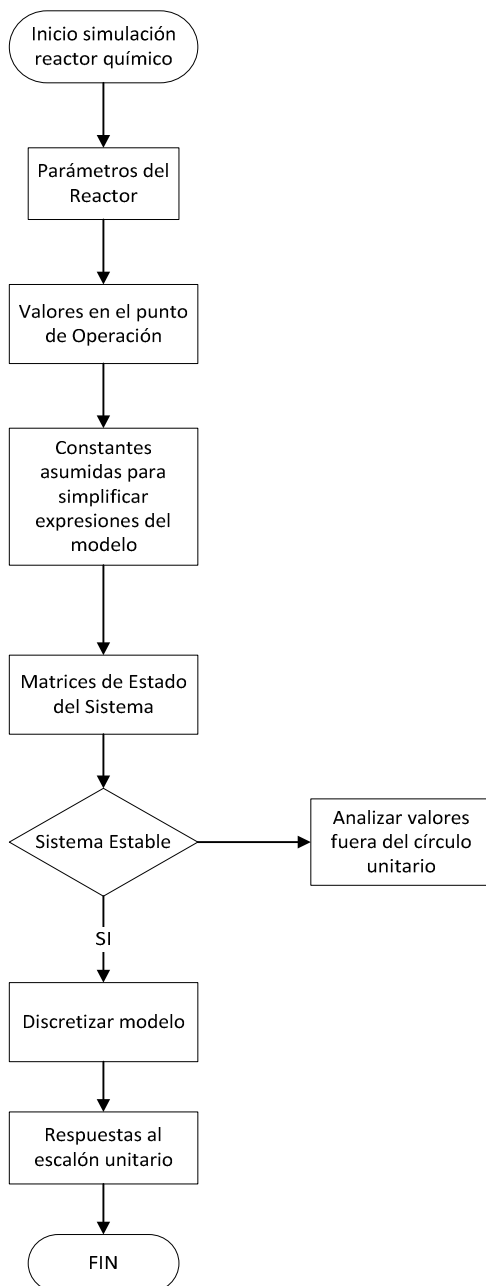 Inicio simulación
reactor químico
Parámetros del
Reactor
Valores en el punto
de Operación
Constantes
asumidas para
simplificar
expresiones del
modelo
Matrices de Estado
del Sistema
Sistema Estable
Analizar valores
fuera del círculo
unitario
SI
Discretizar modelo
Respuestas al
escalón unitario
FIN